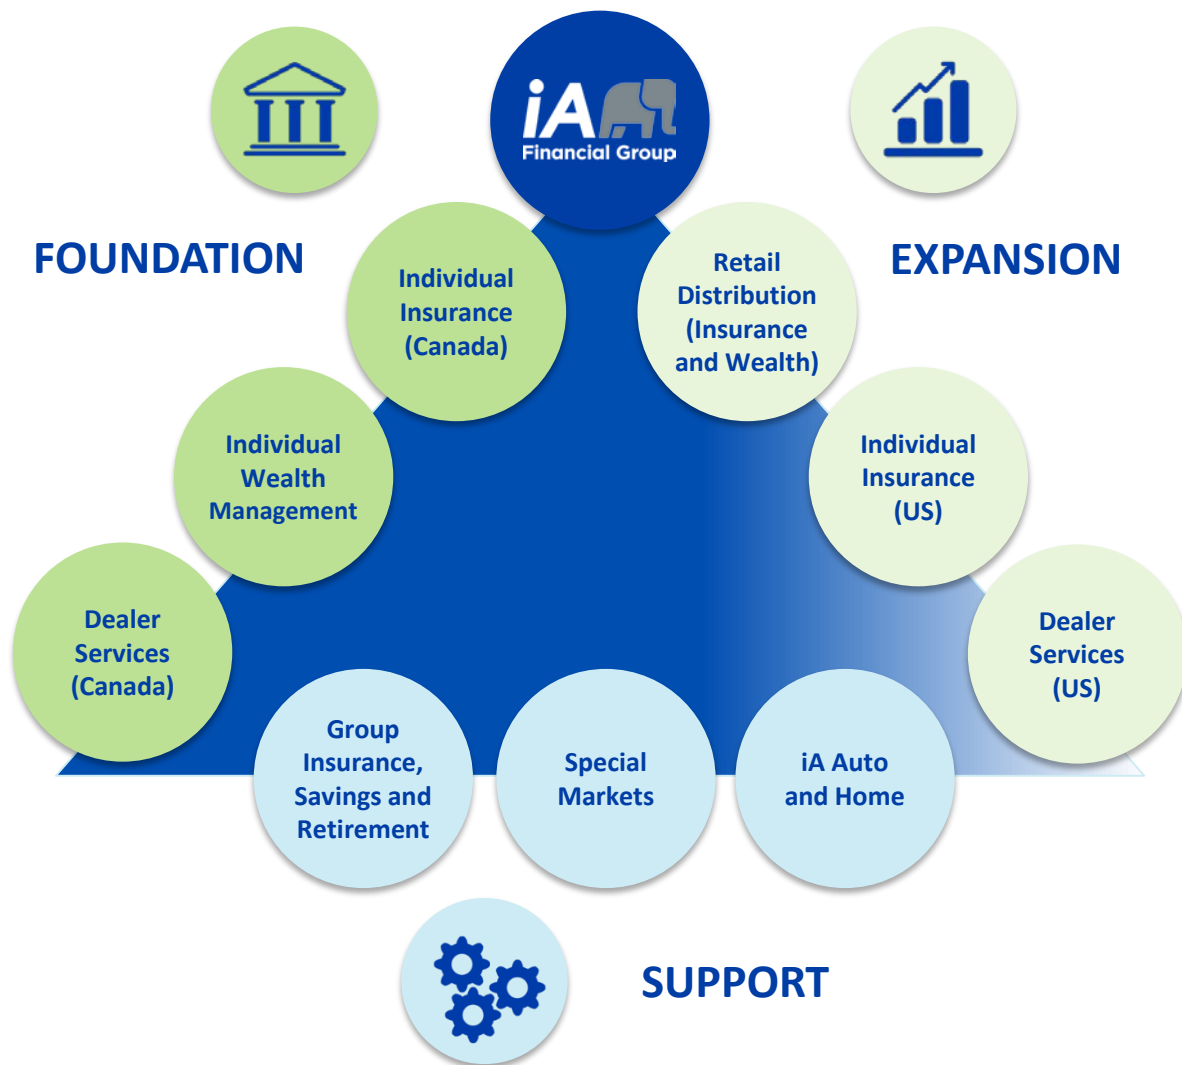 iA
Financial Group
FOUNDATION
EXPANSION
Individual
Insurance
(Canada)
Retail
Distribution
(Insurance
and Wealth)
Individual
Wealth
Management
Individual
Insurance
(US)
Dealer
Services
(Canada)
Dealer
Services
(US)
Group
Insurance,
Savings and
Retirement
Special
Markets
iA Auto
and Home
SUPPORT